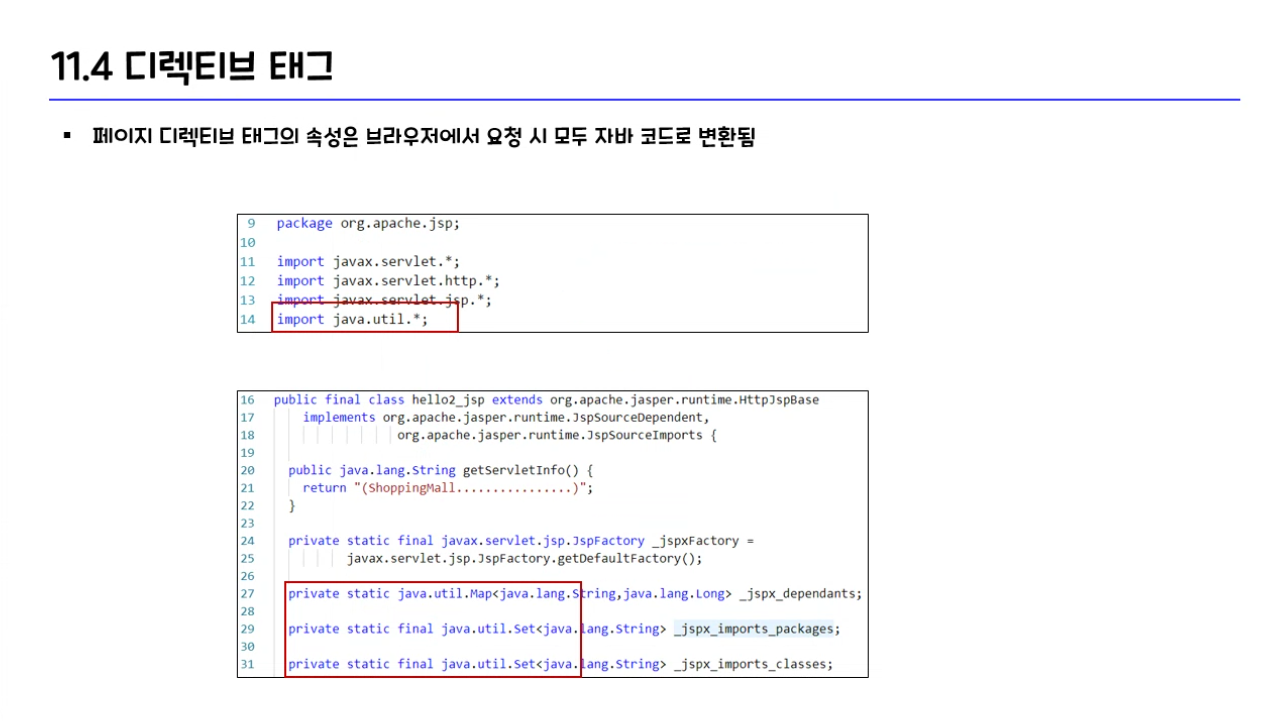 11.4 디렉티브 태그
▪ 페이지 디렉티브 태그의 속성은 브라우저에서 요청 시 모두 자바 코드로 변환됨
9 package org.apache.jsp;
10
11 import javax.servlet.*;
12 import javax.servlet.http.*;
13 import javax.servlet.jsp.*;
14 import java.util.*;
16 public final class hello2_jsp extends org.apache.jasper.runtime.HttpJspBase
17 implements org.apache.jasper.runtime.JspSourceDependent,
18 org.apache.jasper.runtime.JspSourceImports {
19
20 public java.lang.String getServletInfo() {
21 return "(ShoppingMall................)";
22 }
23
24 private static final javax.servlet.jsp.JspFactory _jspxFactory =
25 javax.servlet.jsp.JspFactory.getDefaultFactory();
26
27 private static java.util.Map<java.lang.String,java.lang.Long> _jspx_dependants;
28
29 private static final java.util.Set<java.lang.String> _jspx_imports_packages;
30
31 private static final java.util.Set<java.lang.String> _jspx_imports_classes;